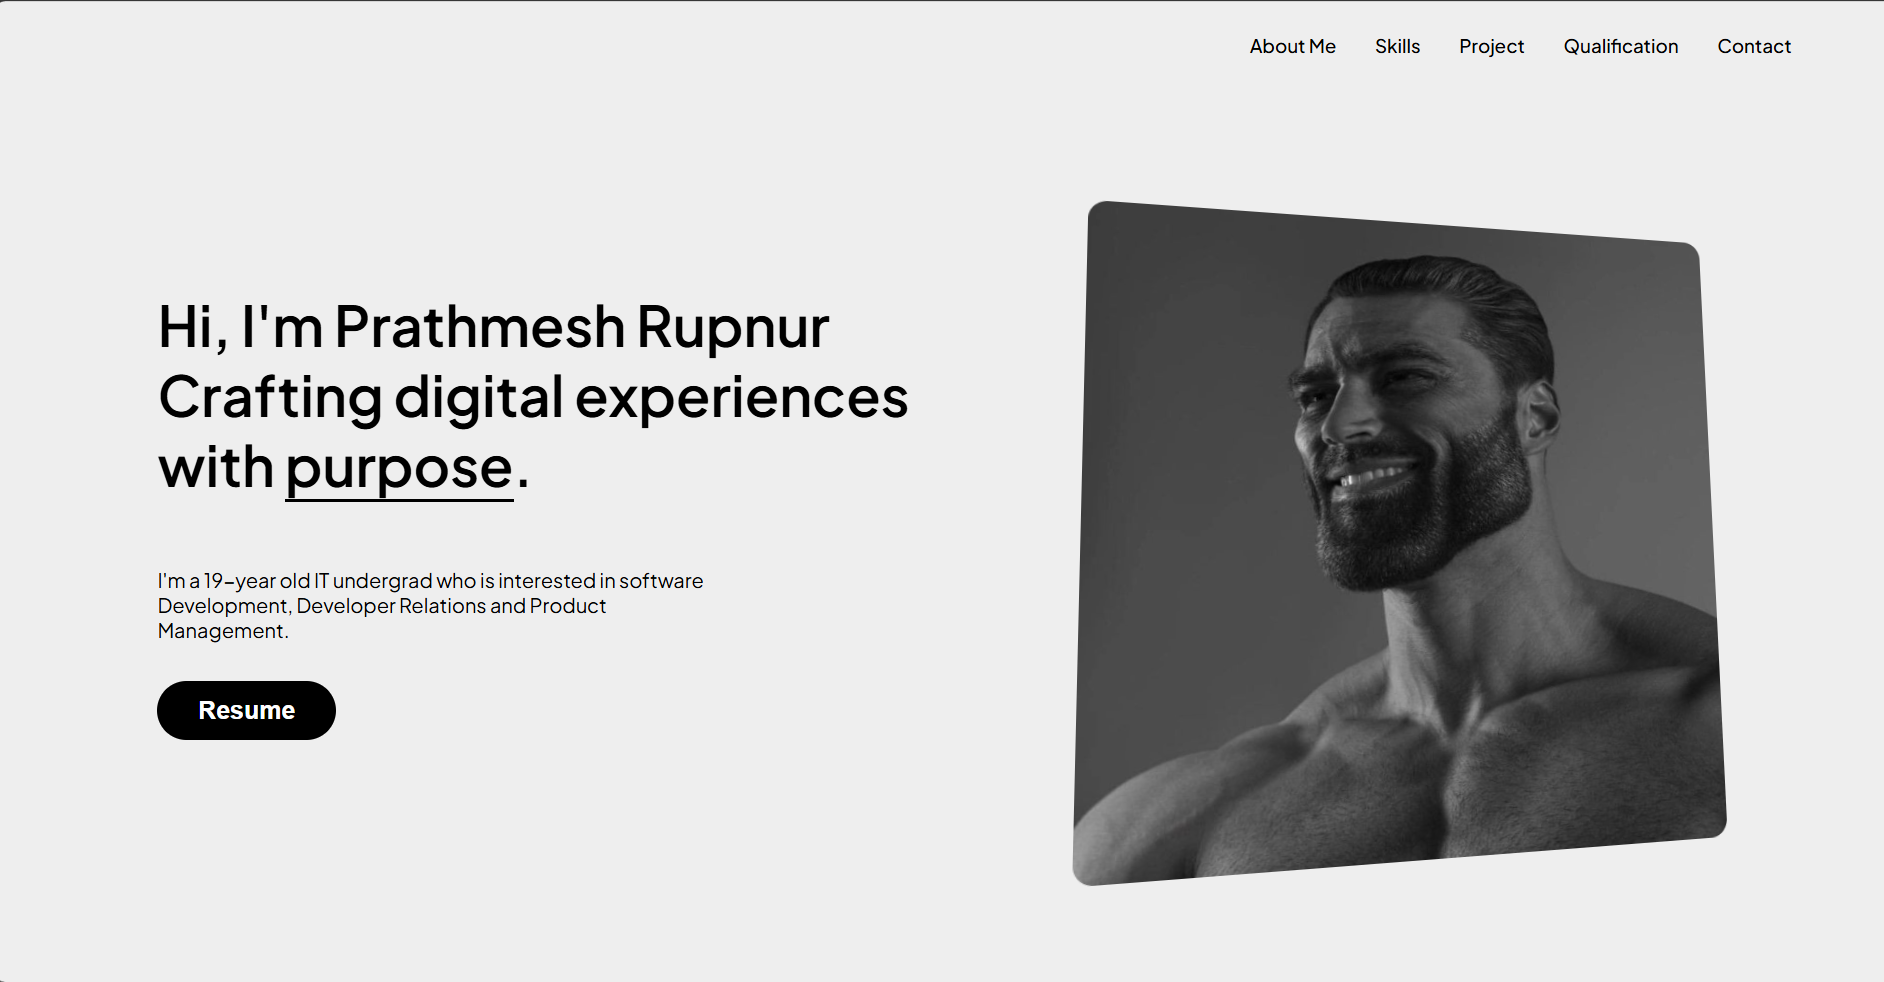 About Me Skills Project Qualification Contact
Hi, I'm Prathmesh Rupnur
Crafting digital experiences
with purpose.
I'm a 19-year old IT undergrad who is interested in software
Development, Developer Relations and Product
Management.
Resume